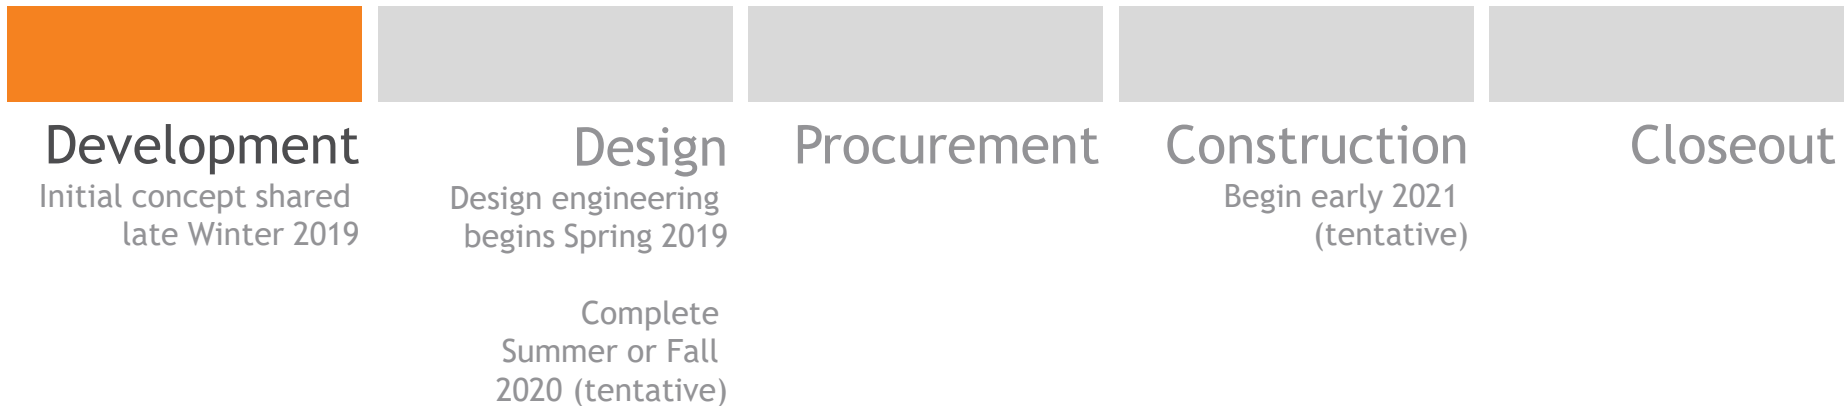 Development
Initial concept shared
late Winter 2019
Design
Design engineering
begins Spring 2019
Complete
Summer or Fall
2020 (tentative)
Procurement
Construction
Begin early 2021
(tentative)
Closeout